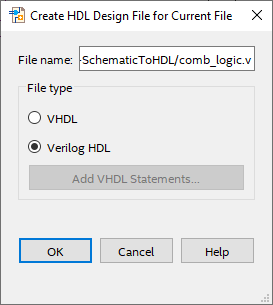 Create HDL Design File for Current File
File name: -SchematicToHDL/comb_logic.v
File type
VHDL
Verilog HDL
Add VHDL Statements...
OK Cancel Help